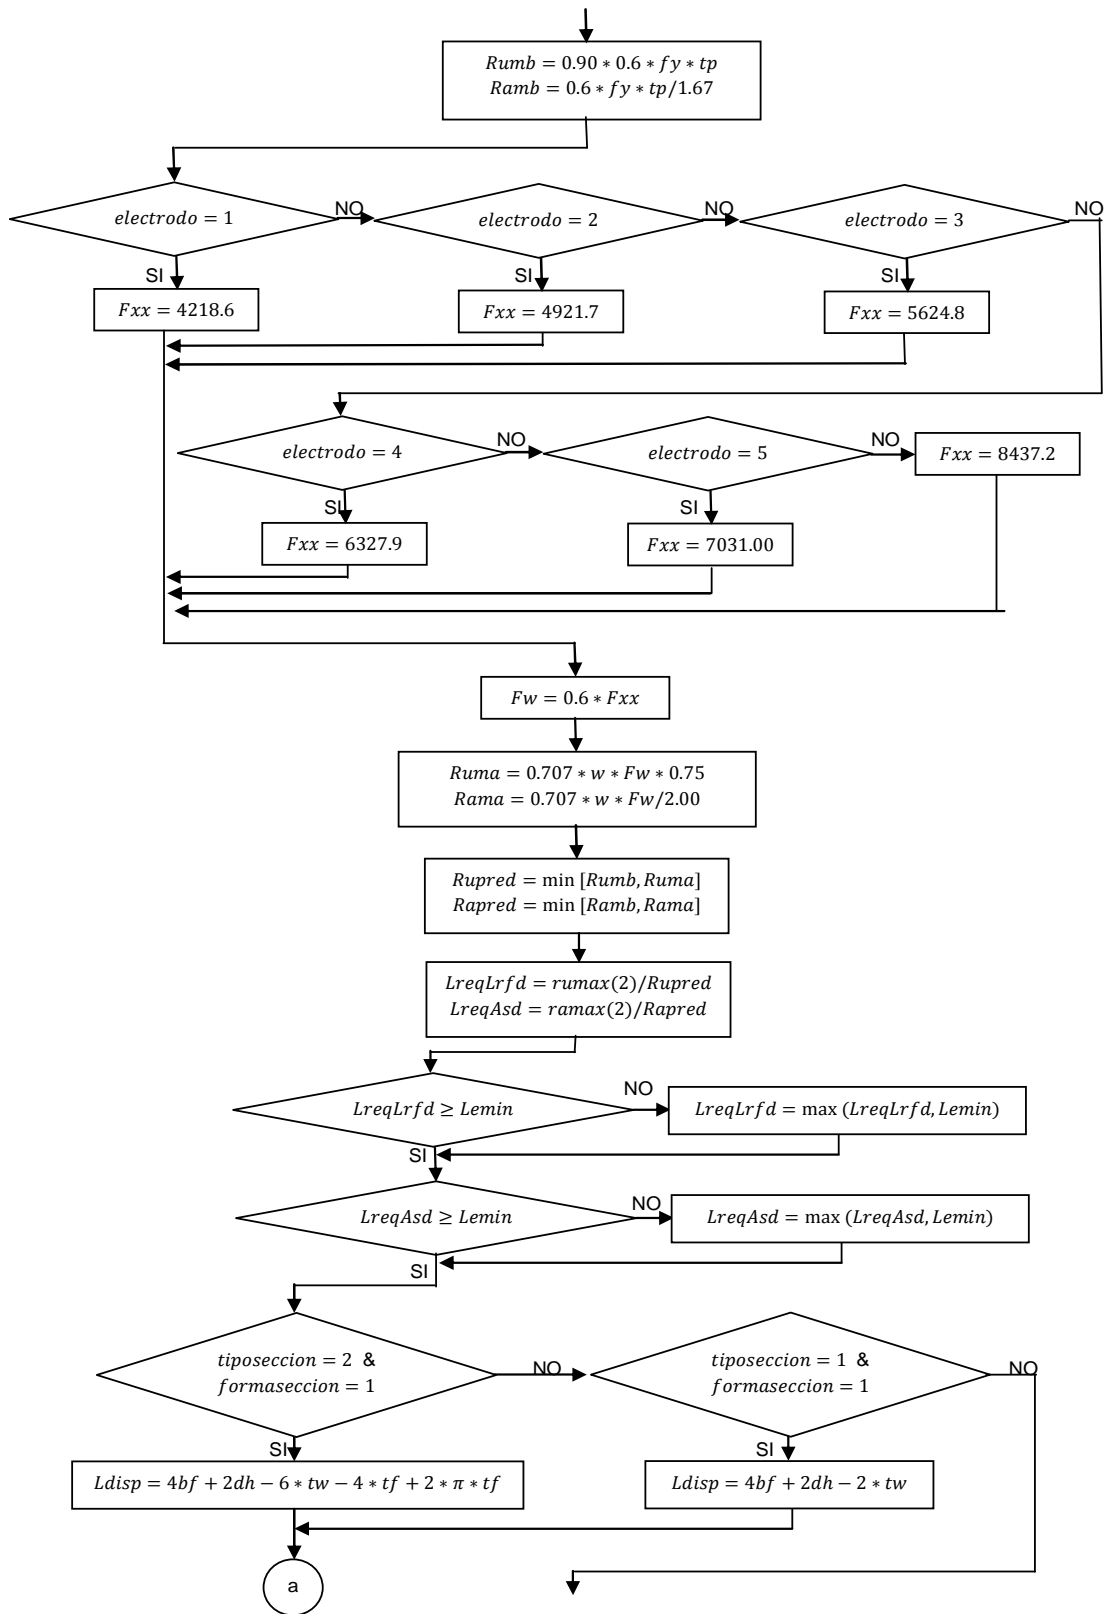 Rumb = 0.90 ∗ 0.6 ∗ fy ∗ tp
Ramb = 0.6 ∗ fy ∗ tp/1.67
electrodo = 1
NO
electrodo = 2
NO
electrodo = 3
NO
SI
SI
SI
Fxx = 4218.6
Fxx = 4921.7
Fxx = 5624.8
electrodo = 4
NO
electrodo = 5
NO
Fxx = 8437.2
SI
SI
Fxx = 6327.9
Fxx = 7031.00
Fw = 0.6 ∗ Fxx
Ruma = 0.707 ∗ w ∗ Fw ∗ 0.75
Rama = 0.707 ∗ w ∗ Fw/2.00
Rupred = min [Rumb, Ruma]
Rapred = min [Ramb, Rama]
LreqLrfd = rumax(2)/Rupred
LreqAsd = ramax(2)/Rapred
LreqLrfd ≥ Lemin
NO
LreqLrfd = max (LreqLrfd, Lemin)
SI
LreqAsd ≥ Lemin
NO
LreqAsd = max (LreqAsd, Lemin)
SI
tiposeccion = 2 &
formaseccion = 1
NO
tiposeccion = 1 &
formaseccion = 1
NO
SI
SI
Ldisp = 4bf + 2dh − 6 ∗ tw − 4 ∗ tf + 2 ∗ π ∗ tf
Ldisp = 4bf + 2dh − 2 ∗ tw
a